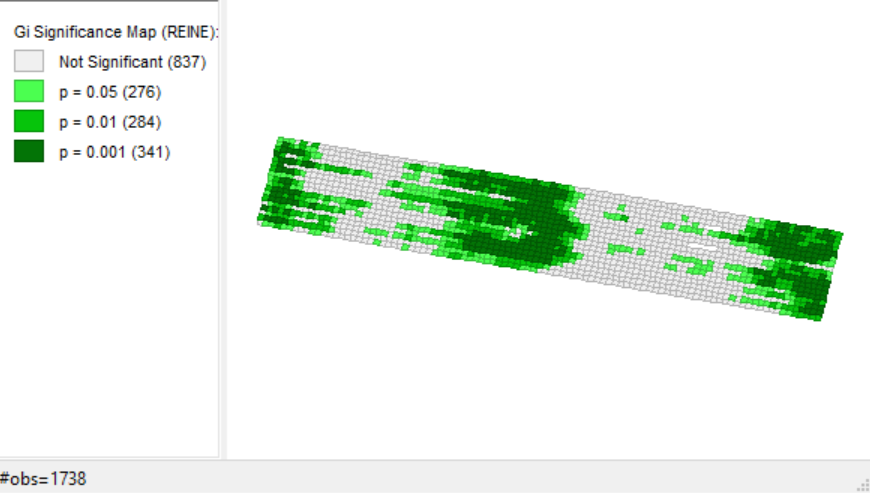 Gi Significance Map (REINE):
Not Significant (837)
p = 0.05 (276)
p = 0.01 (284)
p = 0.001 (341)
#obs=1738